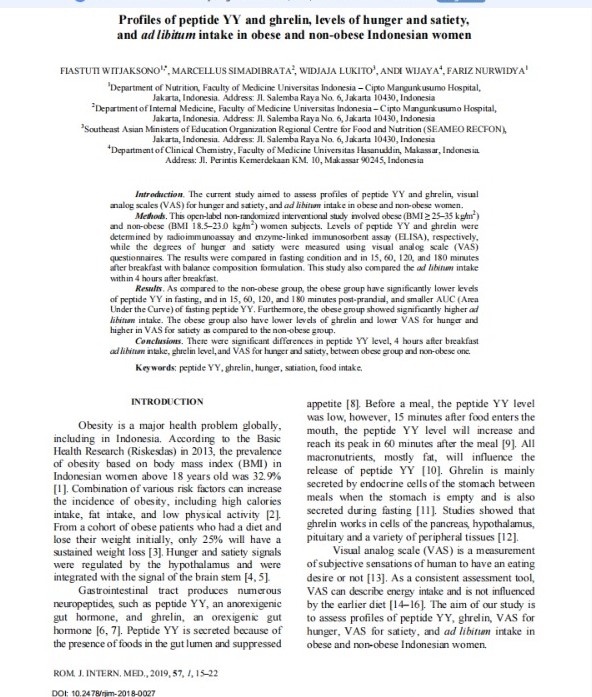 Profiles of peptide YY and ghrelin, levels of hunger and satiety,
and ad libitum intake in obese and non-obese Indonesian women
FIASTUTI WITJAKSONO1*, MARCELLUS SIMADIBRATA2, WIDJAJA LUKITO3, ANDI WIJAYA4, FARIZ NURWIDYA1
1Department of Nutrition, Faculty of Medicine Universitas Indonesia – Cipto Mangunkusumo Hospital,
Jakarta, Indonesia. Address: Jl. Salemba Raya No. 6, Jakarta 10430, Indonesia
2Department of Internal Medicine, Faculty of Medicine Universitas Indonesia – Cipto Mangunkusumo Hospital,
Jakarta, Indonesia. Address: Jl. Salemba Raya No. 6, Jakarta 10430, Indonesia
3Southeast Asian Ministers of Education Organization Regional Centre for Food and Nutrition (SEAMEO RECFON),
Jakarta, Indonesia. Address: Jl. Salemba Raya No. 6, Jakarta 10430, Indonesia
4Department of Clinical Chemistry, Faculty of Medicine Universitas Hasanuddin, Makassar, Indonesia.
Address: Jl. Perintis Kemerdekaan KM. 10, Makassar 90245, Indonesia
Introduction. The current study aimed to assess profiles of peptide YY and ghrelin, visual
analog scales (VAS) for hunger and satiety, and ad libitum intake in obese and non-obese women.
Methods. This open-label non-randomized interventional study involved obese (BMI ≥ 25–35 kg/m2)
and non-obese (BMI 18.5–23.0 kg/m2) women subjects. Levels of peptide YY and ghrelin were
determined by radioimmunoassay and enzyme-linked immunosorbent assay (ELISA), respectively,
while the degrees of hunger and satiety were measured using visual analog scale (VAS)
questionnaires. The results were compared in fasting condition and in 15, 60, 120, and 180 minutes
after breakfast with balance composition formulation. This study also compared the ad libitum intake
within 4 hours after breakfast.
Results. As compared to the non-obese group, the obese group have significantly lower levels
of peptide YY in fasting, and in 15, 60, 120, and 180 minutes post-prandial, and smaller AUC (Area
Under the Curve) of fasting peptide YY. Furthermore, the obese group showed significantly higher ad
libitum intake. The obese group also have lower levels of ghrelin and lower VAS for hunger and
higher in VAS for satiety as compared to the non-obese group.
Conclusions. There were significant differences in peptide YY level, 4 hours after breakfast
ad libitum intake, ghrelin level, and VAS for hunger and satiety, between obese group and non-obese one.
Keywords: peptide YY, ghrelin, hunger, satiation, food intake.
INTRODUCTION
Obesity is a major health problem globally,
including in Indonesia. According to the Basic
Health Research (Riskesdas) in 2013, the prevalence
of obesity based on body mass index (BMI) in
Indonesian women above 18 years old was 32.9%
[1]. Combination of various risk factors can increase
the incidence of obesity, including high calories
intake, fat intake, and low physical activity [2].
From a cohort of obese patients who had a diet and
lose their weight initially, only 25% will have a
sustained weight loss [3]. Hunger and satiety signals
were regulated by the hypothalamus and were
integrated with the signal of the brain stem [4, 5].
Gastrointestinal tract produces numerous
neuropeptides, such as peptide YY, an anorexigenic
gut hormone, and ghrelin, an orexigenic gut
hormone [6, 7]. Peptide YY is secreted because of
the presence of foods in the gut lumen and suppressed
appetite [8]. Before a meal, the peptide YY level
was low, however, 15 minutes after food enters the
mouth, the peptide YY level will increase and
reach its peak in 60 minutes after the meal [9]. All
macronutrients, mostly fat, will influence the
release of peptide YY [10]. Ghrelin is mainly
secreted by endocrine cells of the stomach between
meals when the stomach is empty and is also
secreted during fasting [11]. Studies showed that
ghrelin works in cells of the pancreas, hypothalamus,
pituitary and a variety of peripheral tissues [12].
Visual analog scale (VAS) is a measurement
of subjective sensations of human to have an eating
desire or not [13]. As a consistent assessment tool,
VAS can describe energy intake and is not influenced
by the earlier diet [14–16]. The aim of our study is
to assess profiles of peptide YY, ghrelin, VAS for
hunger, VAS for satiety, and ad libitum intake in
obese and non-obese Indonesian women.
ROM. J. INTERN. MED., 2019, 57, 1, 15–22
DOI: 10.2478/rjim-2018-0027